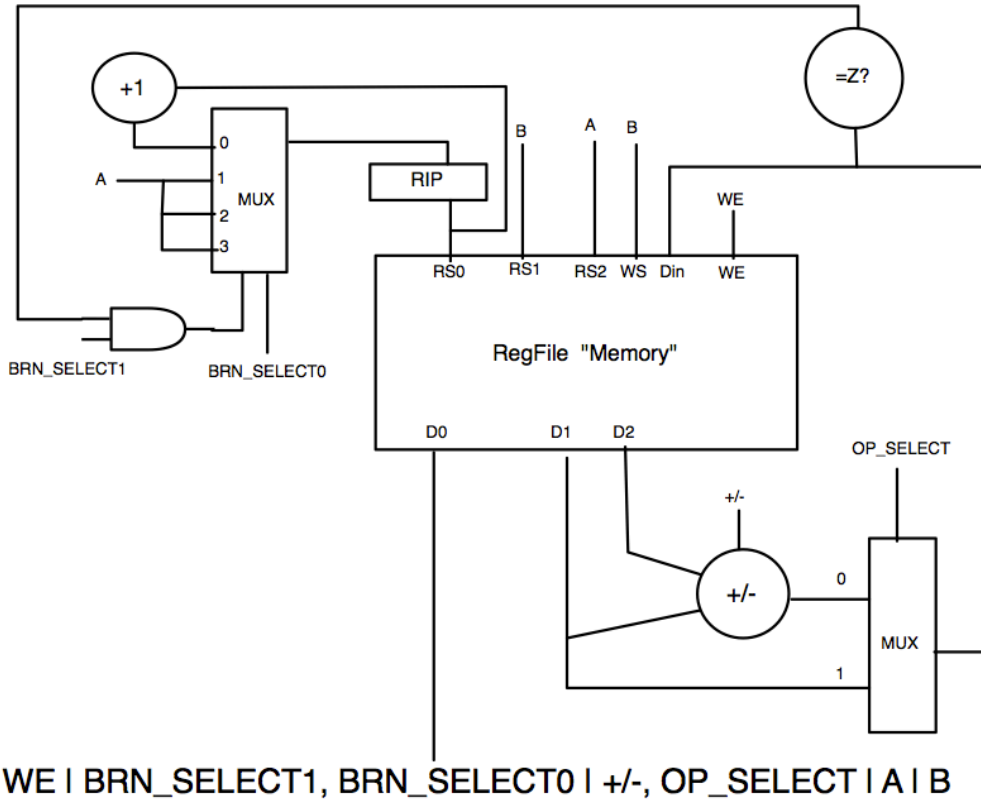 =Z?
+1
B
A
B
0
A
1
RIP
MUX
WE
2
3
RS0
RS1
RS2
WS
Din
WE
RegFile "Memory"
BRN_SELECT1
BRN_SELECT0
D0
D1
D2
OP_SELECT
+/-
0
+/-
MUX
1
WE | BRN_SELECT1, BRN_SELECT0 | +/-, OP_SELECT | A | B